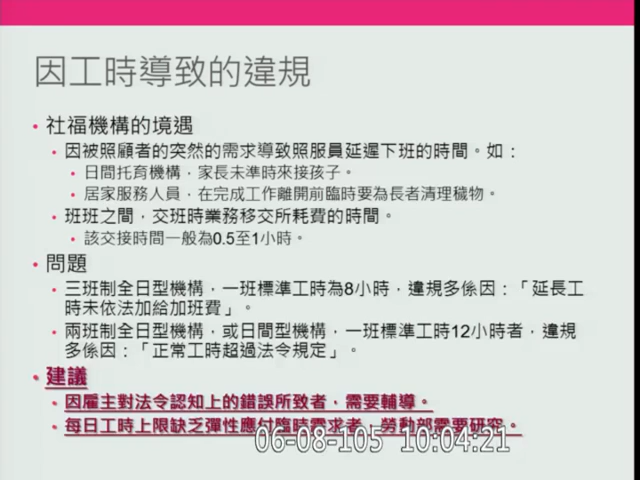 因工時導致的違規
社福機構的境遇
因被照顧者的突然的需求導致照服員延遲下班的時間。如：
日間托育機構，家長未準時來接孩子。
居家服務人員，在完成工作離開前臨時要為長者清理穢物。
班班之間，交班時業務移交所耗費的時間。
該交接時間一般為0.5至1小時。
問題
三班制全日型機構，一班標準工時為8小時，違規多係因：「延長工
時未依法加給加班費」。
兩班制全日型機構，或日間型機構，一班標準工時12小時者，違規
多係因：「正常工時超過法令規定」。
建議
因雇主對法令認知上的錯誤所致者，需要輔導。
每日工時上限缺乏彈性應付臨時需求者，勞動部需要研究。
06-08-105 10:04:21